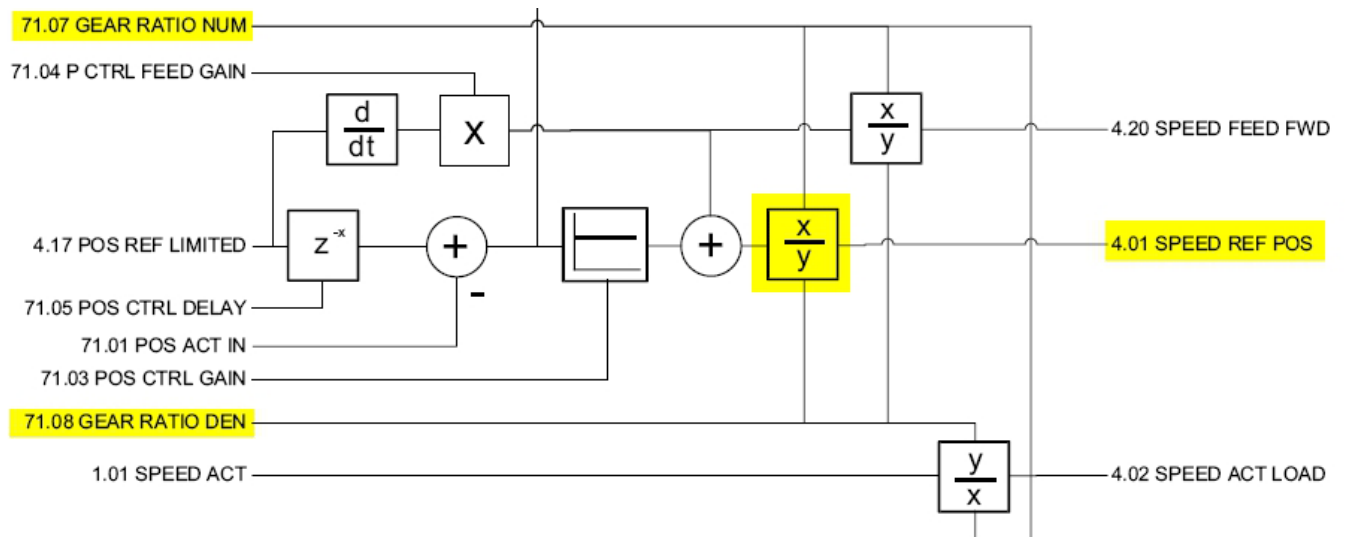 71.07 GEAR RATIO NUM
71.04 P CTRL FEED GAIN
d
dt
X
x
y
4.20 SPEED FEED FWD
4.17 POS REF LIMITED
z-x
+
+
x
y
4.01 SPEED REF POS
-
71.05 POS CTRL DELAY
71.01 POS ACT IN
71.03 POS CTRL GAIN
71.08 GEAR RATIO DEN
1.01 SPEED ACT
y
x
4.02 SPEED ACT LOAD